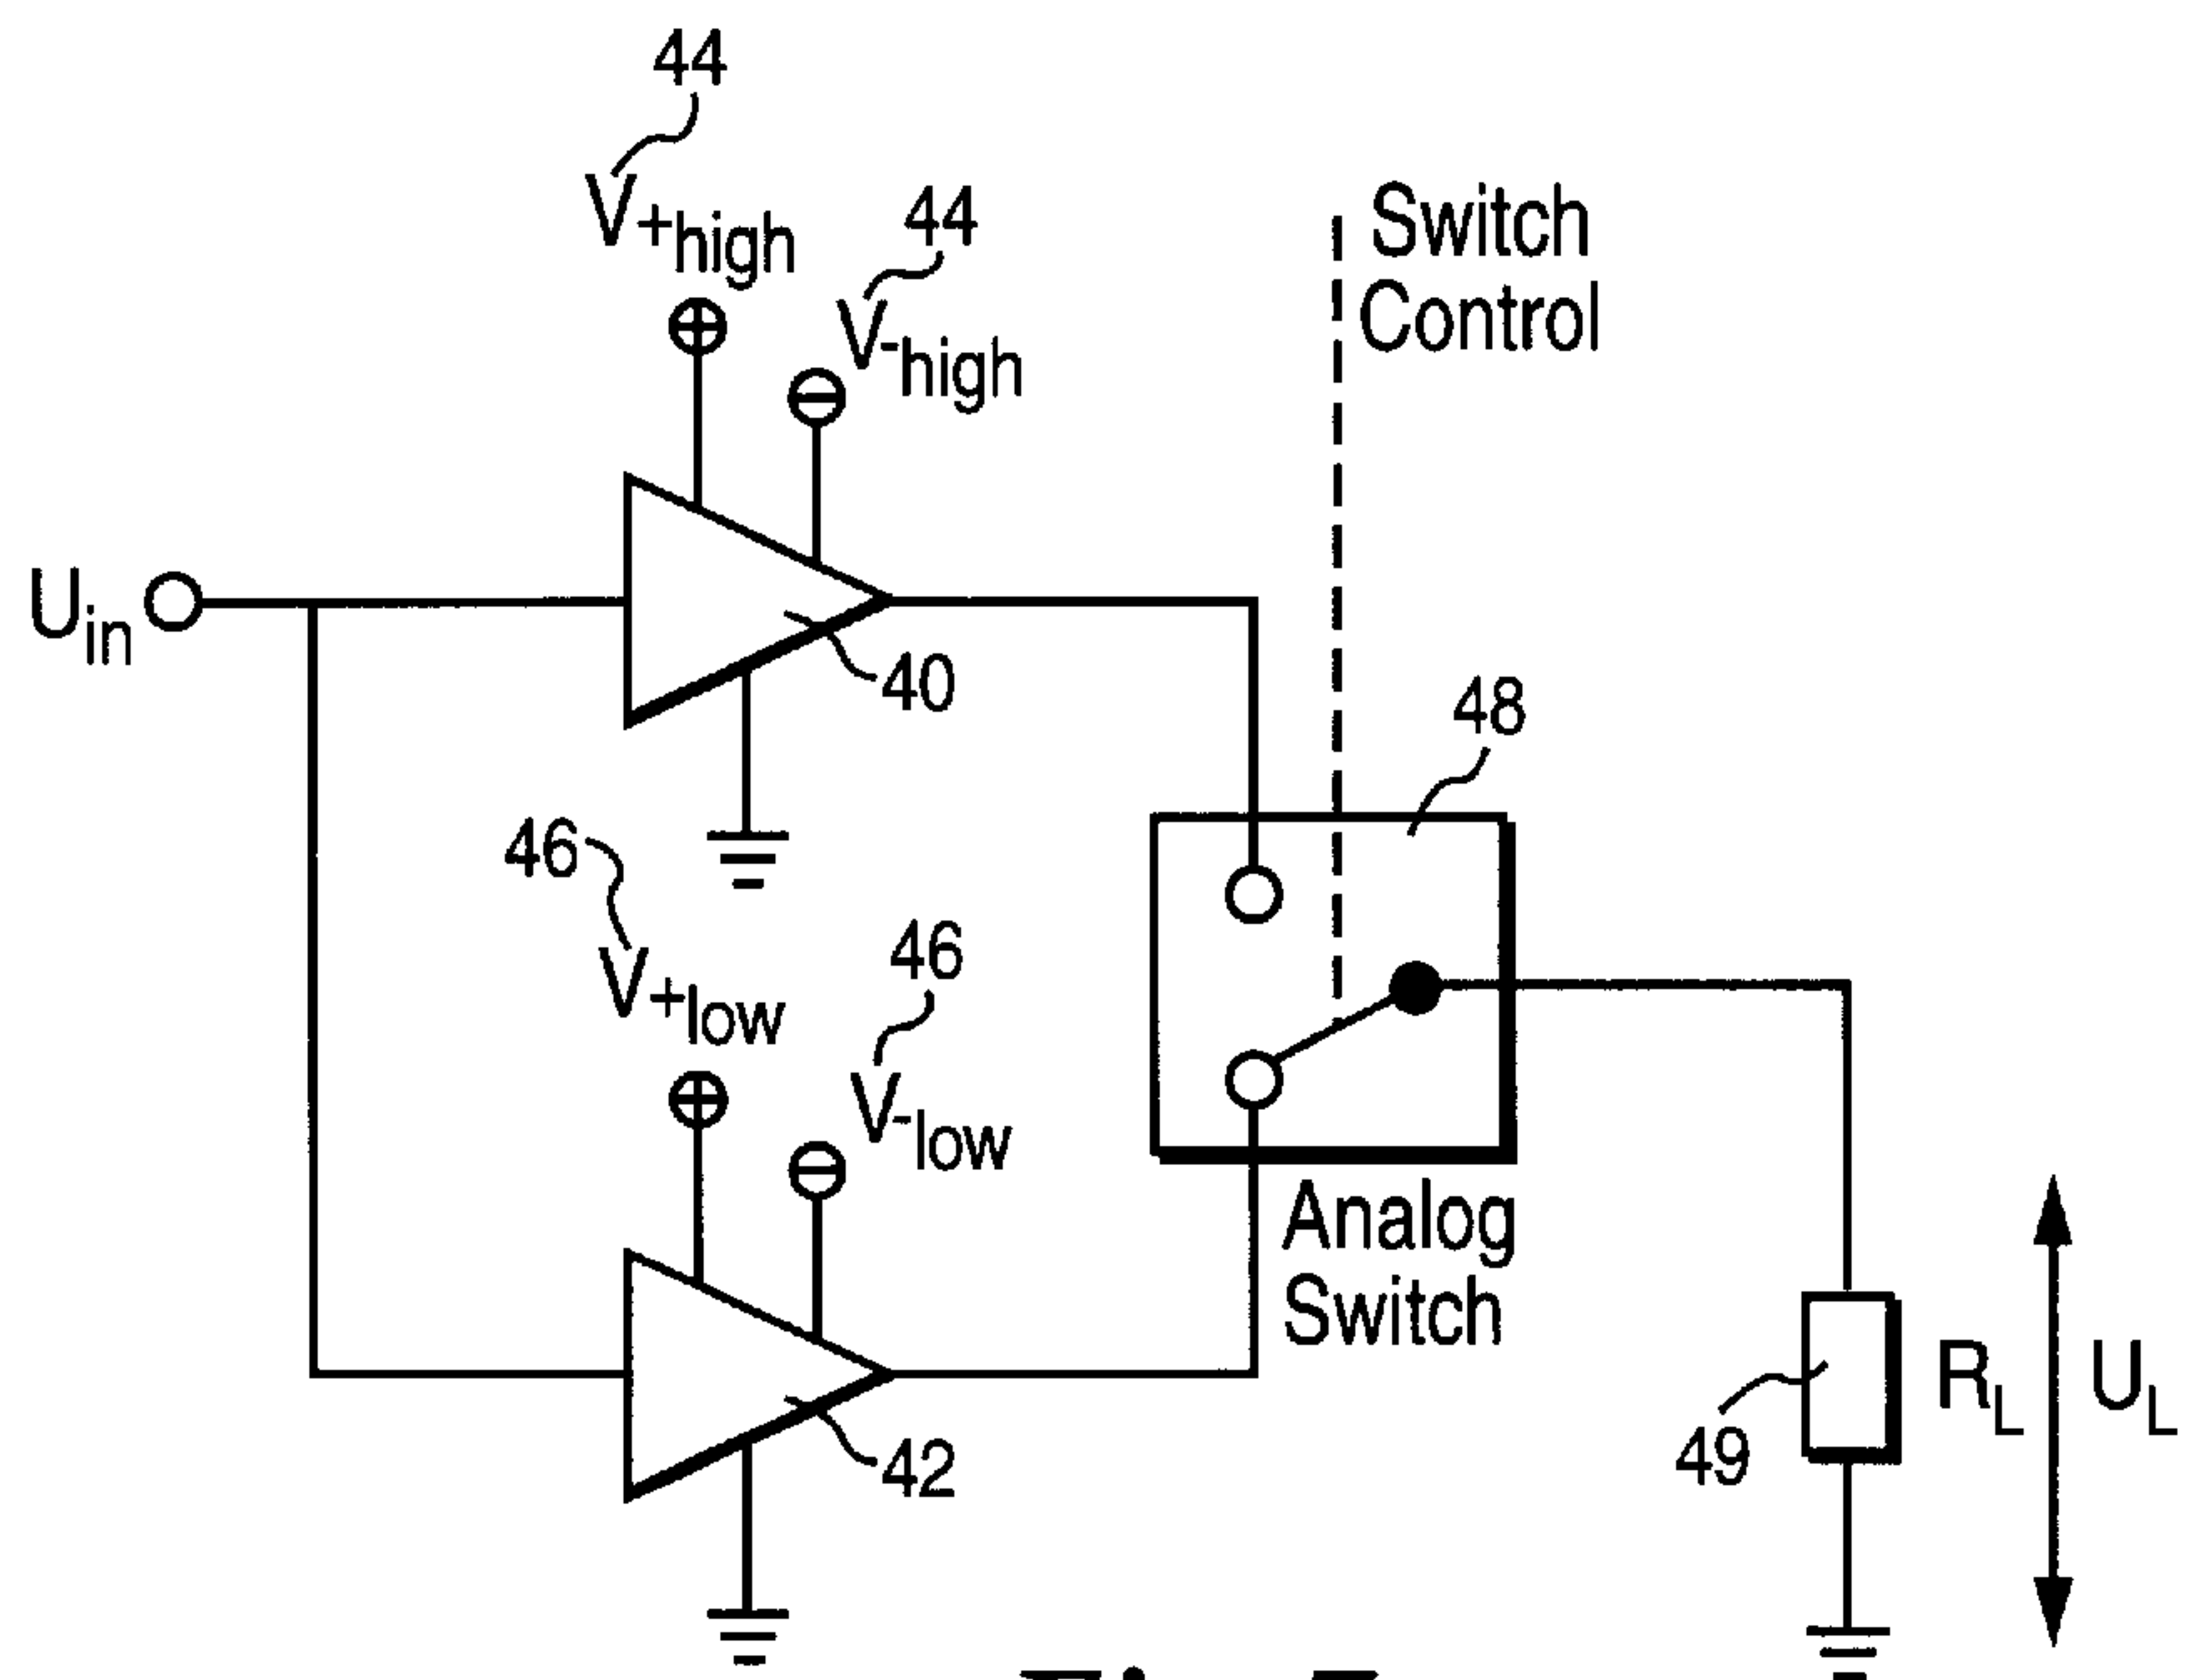 44
V+high
44
V-high
Switch
Control
Uin
40
48
46
V+low
46
V-low
Analog
Switch
42
49
RL
UL